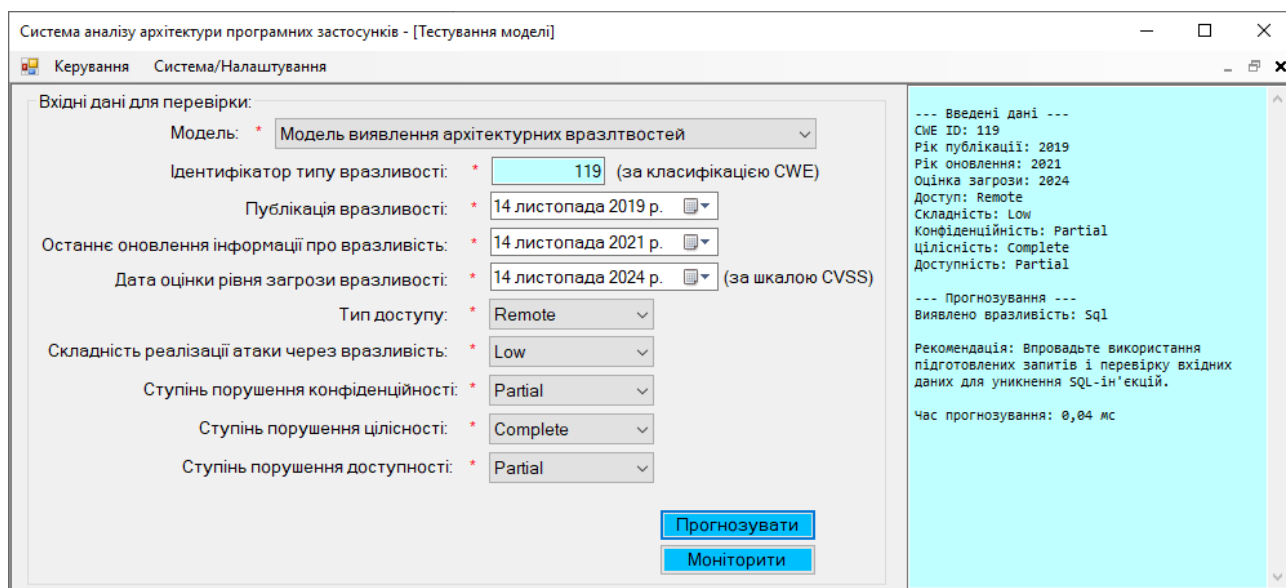 Система аналізу архітектури програмних застосунків - [Тестування моделі]
Керування Система/Налаштування
Вхідні дані для перевірки:
Модель: * Модель виявлення архітектурних вразлтвостей
Ідентифікатор типу вразливості: * 119 (за класифікацією CWE)
Публікація вразливості: * 14 листопада 2019 р.
Останнє оновлення інформації про вразливість: * 14 листопада 2021 р.
Дата оцінки рівня загрози вразливості: * 14 листопада 2024 р. (за шкалою CVSS)
Тип доступу: * Remote
Складність реалізації атаки через вразливість: * Low
Ступінь порушення конфіденційності: * Partial
Ступінь порушення цілісності: * Complete
Ступінь порушення доступності: * Partial
Прогнозувати
Моніторити
--- Введені дані ---
CWE ID: 119
Рік публікації: 2019
Рік оновлення: 2021
Оцінка загрози: 2024
Доступ: Remote
Складність: Low
Конфіденційність: Partial
Цілісність: Complete
Доступність: Partial
--- Прогнозування ---
Виявлено вразливість: Sql
Рекомендація: Впровадьте використання
підготовлених запитів і перевірку вхідних
даних для уникнення SQL-ін'єкцій.
Час прогнозування: 0,04 мс